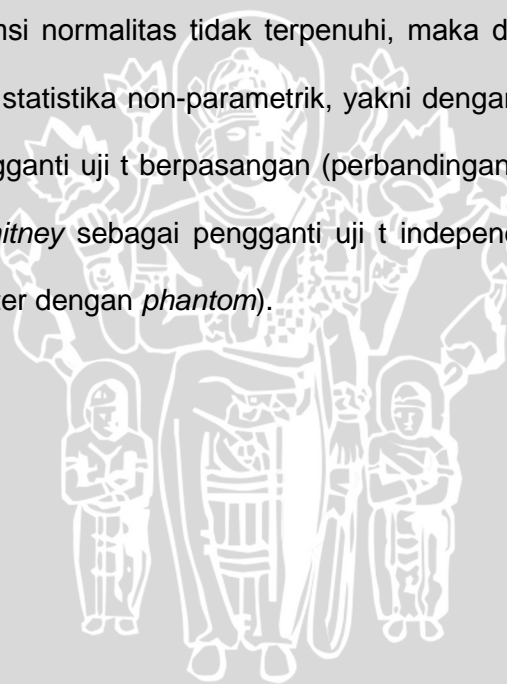 nsi normalitas tidak terpenuhi, maka d
statistika non-parametrik, yakni dengan
gganti uji t berpasangan (perbandingan
hitney sebagai pengganti uji t indepen
ter dengan phantom).